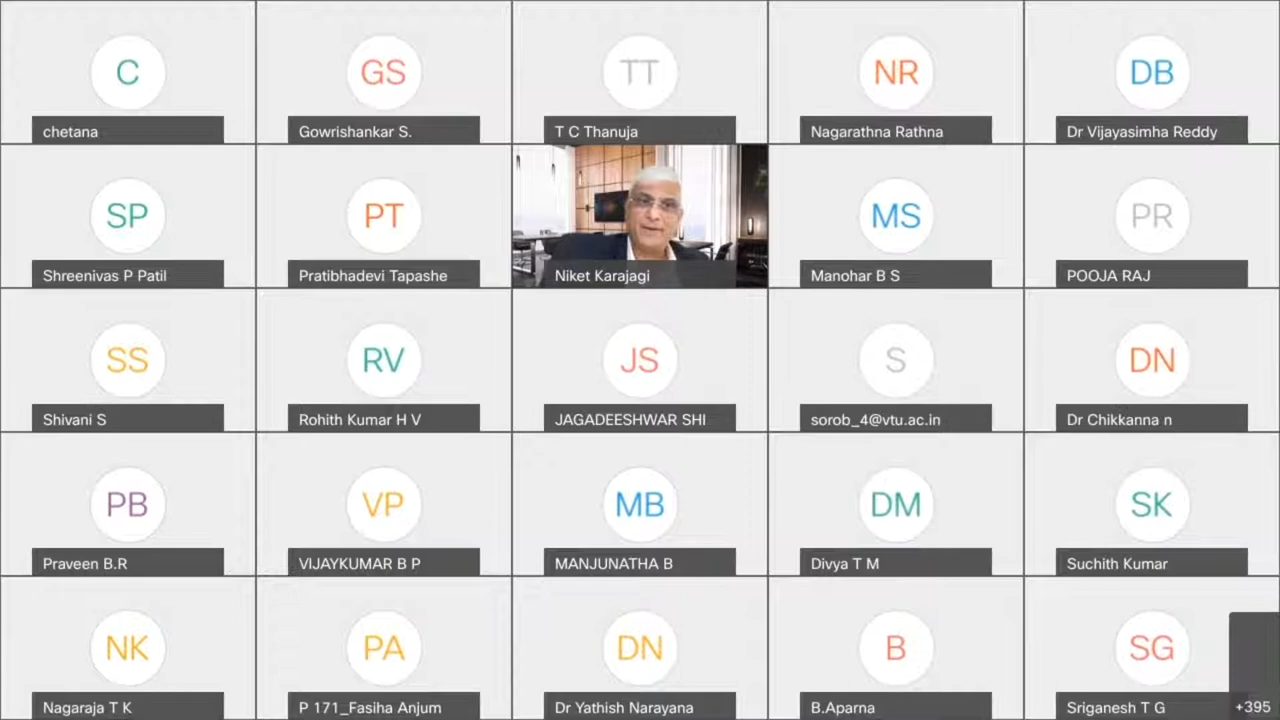 C
GS
TT
NR
DB
chetana
Gowrishankar S.
T C Thanuja
Nagarathna Rathna
Dr Vijayasimha Reddy
SP
PT
MS
PR
Shreenivas P Patil
Pratibhadevi Tapashe
Niket Karajagi
Manohar B S
POOJA RAJ
SS
RV
JS
S
DN
Shivani S
Rohith Kumar H V
JAGADEESHWAR SHI
sorob_4@vtu.ac.in
Dr Chikkanna n
PB
VP
MB
DM
SK
Praveen B.R
VIJAYKUMAR B P
MANJUNATHA B
Divya T M
Suchith Kumar
NK
PA
DN
B
SG
Nagaraja T K
P 171_Fasiha Anjum
Dr Yathish Narayana
B.Aparna
Sriganesh T G
+395